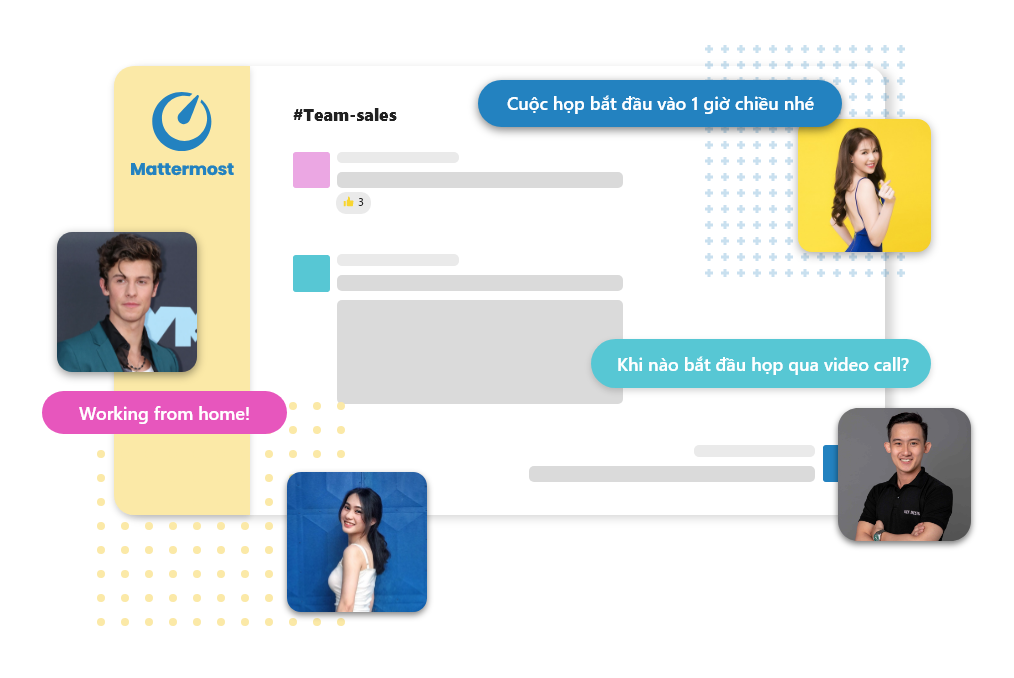 Cuộc họp bắt đầu vào 1 giờ chiều nhé
#Team-sales
Mattermost
3
Khi nào bắt đầu họp qua video call?
Working from home!